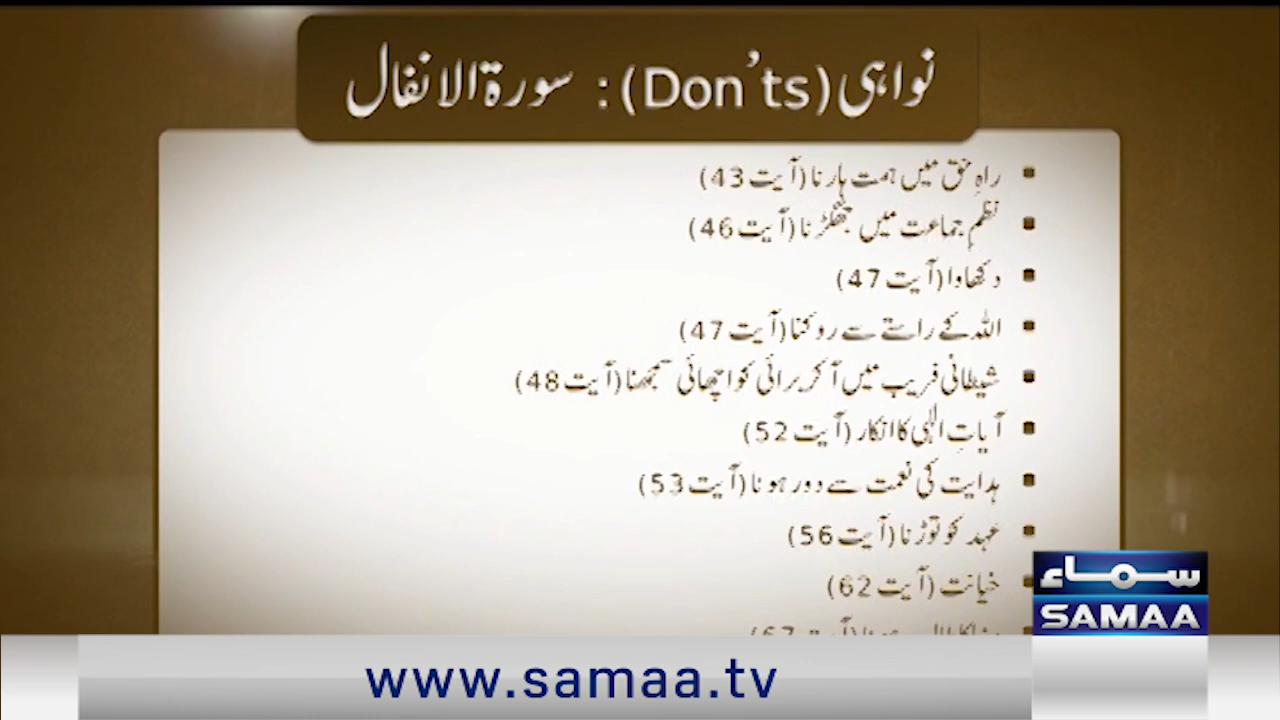 نواہی (Don'ts) : سورۃ الانفال
▪ راہِ حق میں ہمت ہارنا (آیت 43)
▪ نظمِ جماعت میں جھگڑنا (آیت 46)
▪ دکھاوا (آیت 47)
▪ اللہ کے راستے سے روکنا (آیت 47)
▪ شیطانی فریب میں آکر برائی کو اچھائی سمجھنا (آیت 48)
▪ آیاتِ الٰہی کا انکار (آیت 52)
▪ ہدایت کی نعمت سے دور ہونا (آیت 53)
▪ عہد کو توڑنا (آیت 56)
▪ خیانت (آیت 62)
سماء
SAMAA
www.samaa.tv